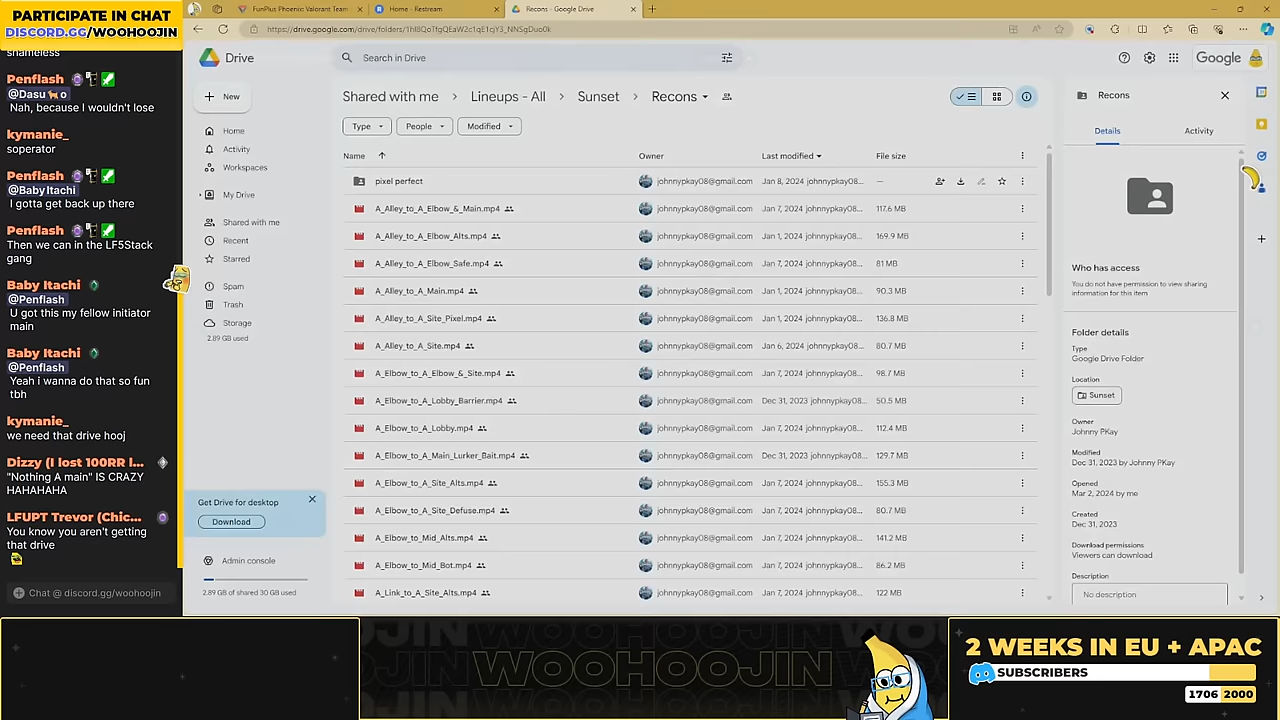 PARTICIPATE IN CHAT
DISCORD.GG/WOOHOOJIN
shameless
Penflash
@Dasu o
Nah, because I wouldn't lose
kymanie_
soperator
Penflash
@Baby Itachi
I gotta get back up there
Penflash
Then we can in the LF5Stack
gang
Baby Itachi
@Penflash
U got this my fellow initiator
main
Baby Itachi
@Penflash
Yeah i wanna do that so fun
tbh
kymanie_
we need that drive hooj
Dizzy (I lost 100RR l...
"Nothing A main" IS CRAZY
HAHAHAHA
LFUPT Trevor (Chic...
You know you aren't getting
that drive
Chat @ discord.gg/woohoojin
FunPlus Phoenix Valorant Team
Home - Restream
Recons - Google Drive
Drive
Search in Drive
Google
New
Home
Activity
Workspaces
My Drive
Shared with me
Recent
Starred
Spam
Trash
Storage
2.89 GB used
Get Drive for desktop
Download
Admin console
2.89 GB of shared 30 GB used
Shared with me
Lineups - All
Sunset
Recons
Type
People
Modified
Name
Owner
Last modified
File size
pixel perfect johnnypkay08@gmail.com Jan 8, 2024 johnnypkay08... —
A_Alley_to_A_Elbow_&_Main.mp4 johnnypkay08@gmail.com Jan 7, 2024 johnnypkay08... 117.6 MB
A_Alley_to_A_Elbow_Alts.mp4 johnnypkay08@gmail.com Jan 1, 2024 johnnypkay08... 169.9 MB
A_Alley_to_A_Elbow_Safe.mp4 johnnypkay08@gmail.com Jan 7, 2024 johnnypkay08... 81 MB
A_Alley_to_A_Main.mp4 johnnypkay08@gmail.com Jan 7, 2024 johnnypkay08... 90.3 MB
A_Alley_to_A_Site_Pixel.mp4 johnnypkay08@gmail.com Jan 1, 2024 johnnypkay08... 136.8 MB
A_Alley_to_A_Site.mp4 johnnypkay08@gmail.com Jan 6, 2024 johnnypkay08... 80.7 MB
A_Elbow_to_A_Elbow_&_Site.mp4 johnnypkay08@gmail.com Jan 7, 2024 johnnypkay08... 98.7 MB
A_Elbow_to_A_Lobby_Barrier.mp4 johnnypkay08@gmail.com Dec 31, 2023 johnnypkay08... 50.5 MB
A_Elbow_to_A_Lobby.mp4 johnnypkay08@gmail.com Jan 7, 2024 johnnypkay08... 112.4 MB
A_Elbow_to_A_Main_Lurker_Bait.mp4 johnnypkay08@gmail.com Dec 31, 2023 johnnypkay08... 129.7 MB
A_Elbow_to_A_Site_Alts.mp4 johnnypkay08@gmail.com Jan 7, 2024 johnnypkay08... 155.3 MB
A_Elbow_to_A_Site_Defuse.mp4 johnnypkay08@gmail.com Jan 7, 2024 johnnypkay08... 80.7 MB
A_Elbow_to_Mid_Alts.mp4 johnnypkay08@gmail.com Jan 7, 2024 johnnypkay08... 141.2 MB
A_Elbow_to_Mid_Bot.mp4 johnnypkay08@gmail.com Jan 7, 2024 johnnypkay08... 86.2 MB
A_Link_to_A_Site_Alts.mp4 johnnypkay08@gmail.com Jan 7, 2024 johnnypkay08... 122 MB
Recons
Details
Activity
Who has access
You do not have permission to view sharing
information for this item
Folder details
Type
Google Drive Folder
Location
Sunset
Owner
Johnny PKay
Modified
Dec 31, 2023 by Johnny PKay
Opened
Mar 2, 2024 by me
Created
Dec 31, 2023
Download permissions
Viewers can download
Description
No description
WOOHOOJIN
2 WEEKS IN EU + APAC
SUBSCRIBERS
1706 2000